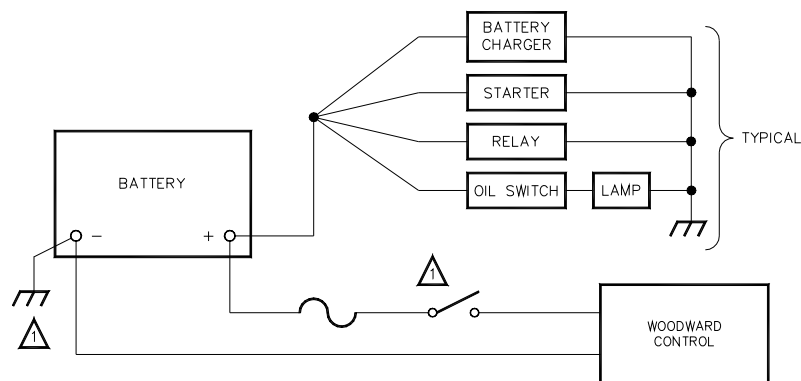 BATTERY
CHARGER
STARTER
RELAY
OIL SWITCH
LAMP
TYPICAL
BATTERY
− +
1
1
WOODWARD
CONTROL